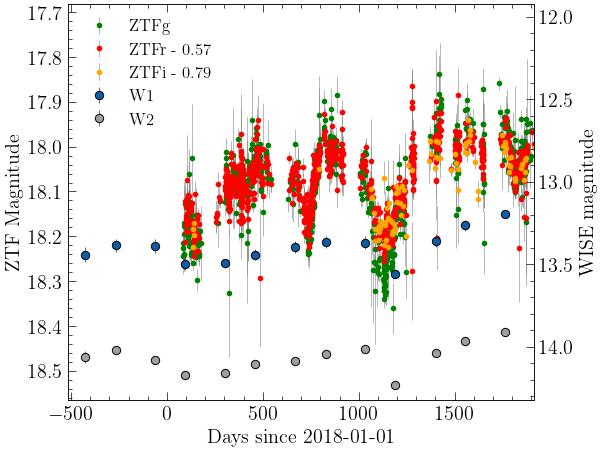 17.7
17.8
17.9
18.0
18.1
18.2
18.3
18.4
18.5
ZTF Magnitude
ZTFg
ZTFr - 0.57
ZTFi - 0.79
W1
W2
12.0
12.5
13.0
13.5
14.0
WISE magnitude
−500
0
500
1000
1500
Days since 2018-01-01